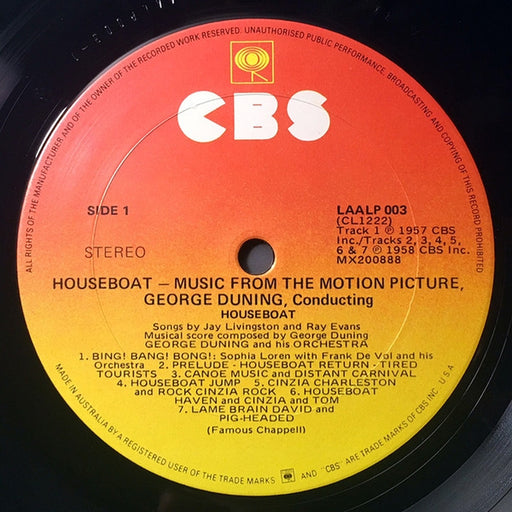 ALL RIGHTS OF THE MANUFACTURER AND OF THE OWNER OF THE RECORDED WORK RESERVED. UNAUTHORISED PUBLIC PERFORMANCE, BROADCASTING AND COPYING OF THIS RECORD PROHIBITED
CBS
SIDE 1
STEREO
LAALP 003
(CL1222)
Track 1 ℗ 1957 CBS
Inc./Tracks 2, 3, 4, 5,
6 & 7 ℗ 1958 CBS Inc.
MX200888
HOUSEBOAT – MUSIC FROM THE MOTION PICTURE,
GEORGE DUNING, Conducting
HOUSEBOAT
Songs by Jay Livingston and Ray Evans
Musical score composed by George Duning
GEORGE DUNING and his ORCHESTRA
1. BING! BANG! BONG!: Sophia Loren with Frank De Vol and his
Orchestra 2. PRELUDE - HOUSEBOAT RETURN - TIRED
TOURISTS 3. CANOE MUSIC and DISTANT CARNIVAL
4. HOUSEBOAT JUMP 5. CINZIA CHARLESTON
and ROCK CINZIA ROCK 6. HOUSEBOAT
HAVEN and CINZIA and TOM
7. LAME BRAIN DAVID and
PIG-HEADED
(Famous Chappell)
MADE IN AUSTRALIA BY A REGISTERED USER OF THE TRADE MARKS AND "CBS" ARE TRADE MARKS OF CBS INC. U.S.A.